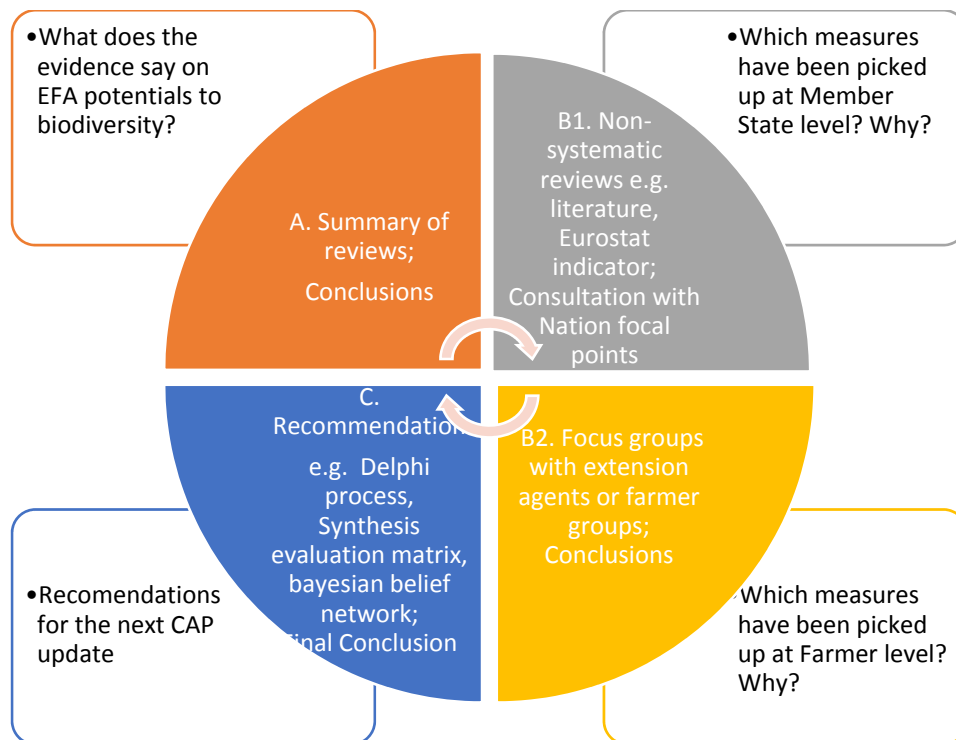 •What does the
evidence say on
EFA potentials to
biodiversity?
•Which measures
have been picked
up at Member
State level? Why?
A. Summary of
reviews;
Conclusions
B1. Non-
systematic
reviews e.g.
literature,
Eurostat
indicator;
Consultation with
Nation focal
points
C.
Recommendation
e.g. Delphi
process,
Synthesis
evaluation matrix,
bayesian belief
network;
Final Conclusion
B2. Focus groups
with extension
agents or farmer
groups;
Conclusions
•Recomendations
for the next CAP
update
•Which measures
have been picked
up at Farmer level?
Why?